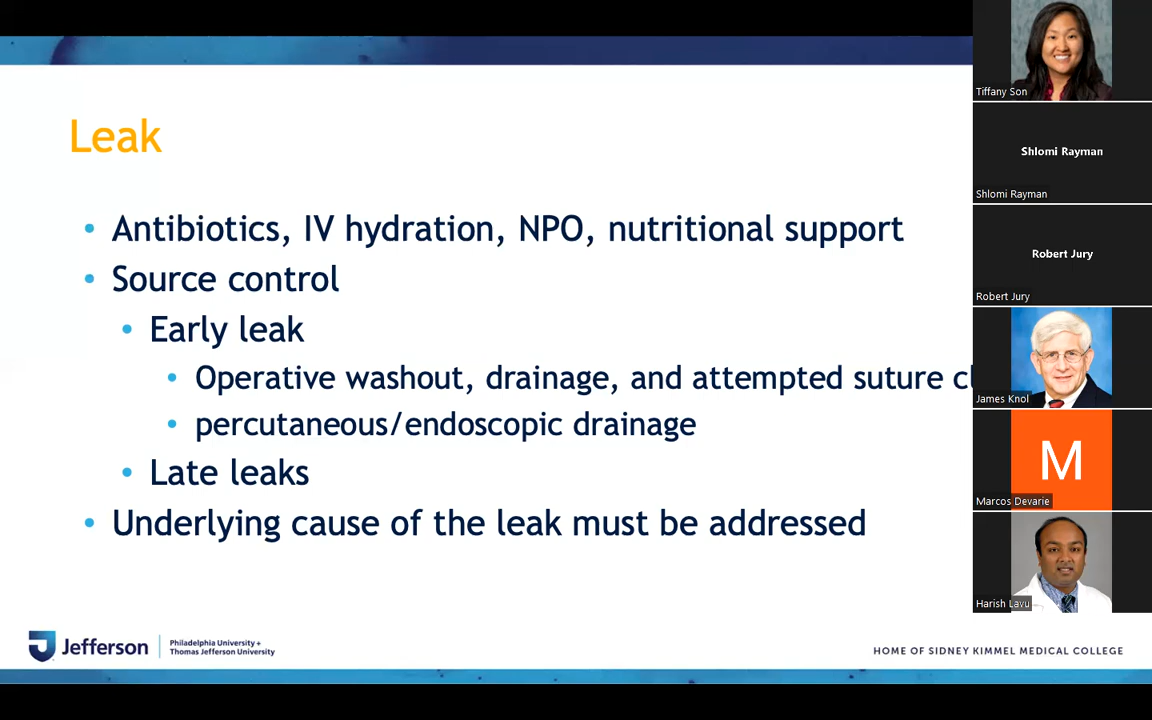 Leak
• Antibiotics, IV hydration, NPO, nutritional support
• Source control
• Early leak
• Operative washout, drainage, and attempted suture
• percutaneous/endoscopic drainage
• Late leaks
• Underlying cause of the leak must be addressed
Jefferson
Philadelphia University +
Thomas Jefferson University
HOME OF SIDNEY KIMMEL MEDICAL COLLEGE
Tiffany Son
Shlomi Rayman
Shlomi Rayman
Robert Jury
Robert Jury
James Knol
M
Marcos Devarie
Harish Lavu